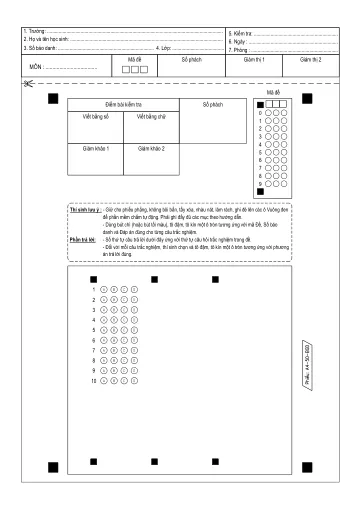 1. Trường : ........................................................
2. Họ và tên học sinh: ........................................................
3. Số báo danh: ........................................ 4. Lớp: ....................
5. Kiểm tra: ........................................
6. Ngày : ........................................
7. Phòng : ........................................
MÔN : ........................................
Mã đề
Số phách
Giám thị 1
Giám thị 2
Mã đề
Điểm bài kiểm tra
Số phách
Viết bằng số
Viết bằng chữ
Giám khảo 1
Giám khảo 2
0
1
2
3
4
5
6
7
8
9
Thí sinh lưu ý : - Giữ cho phiếu phẳng, không bôi bẩn, tẩy xóa, nhàu nát, làm rách, ghi đè lên các ô Vuông đen
để phần mềm chấm tự động. Phải ghi đầy đủ các mục theo hướng dẫn.
- Dùng bút chì (hoặc bút tối màu), tô đậm, tô kín một ô tròn tương ứng với mã Đề, Số báo
danh và Đáp án đúng cho từng câu trắc nghiệm.
Phần trả lời: - Số thứ tự câu trả lời dưới đây ứng với thứ tự câu hỏi trắc nghiệm trong đề.
- Đối với mỗi câu trắc nghiệm, thí sinh chọn và tô đậm, tô kín một ô tròn tương ứng với phương
án trả lời đúng.
1 A B C D
2 A B C D
3 A B C D
4 A B C D
5 A B C D
6 A B C D
7 A B C D
8 A B C D
9 A B C D
10 A B C D